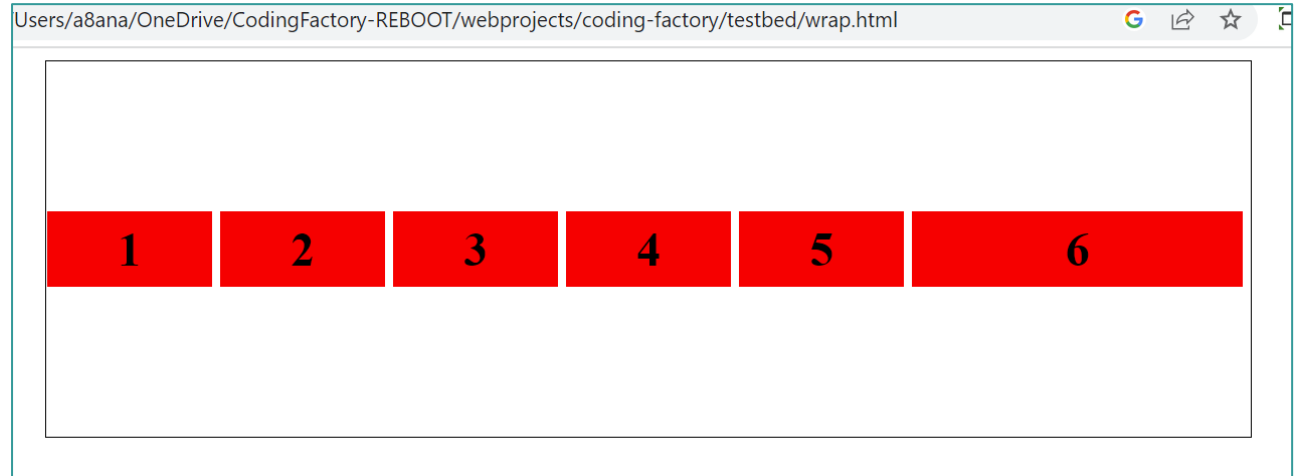 Users/a8ana/OneDrive/CodingFactory-REBOOT/webprojects/coding-factory/testbed/wrap.html
1 2 3 4 5 6